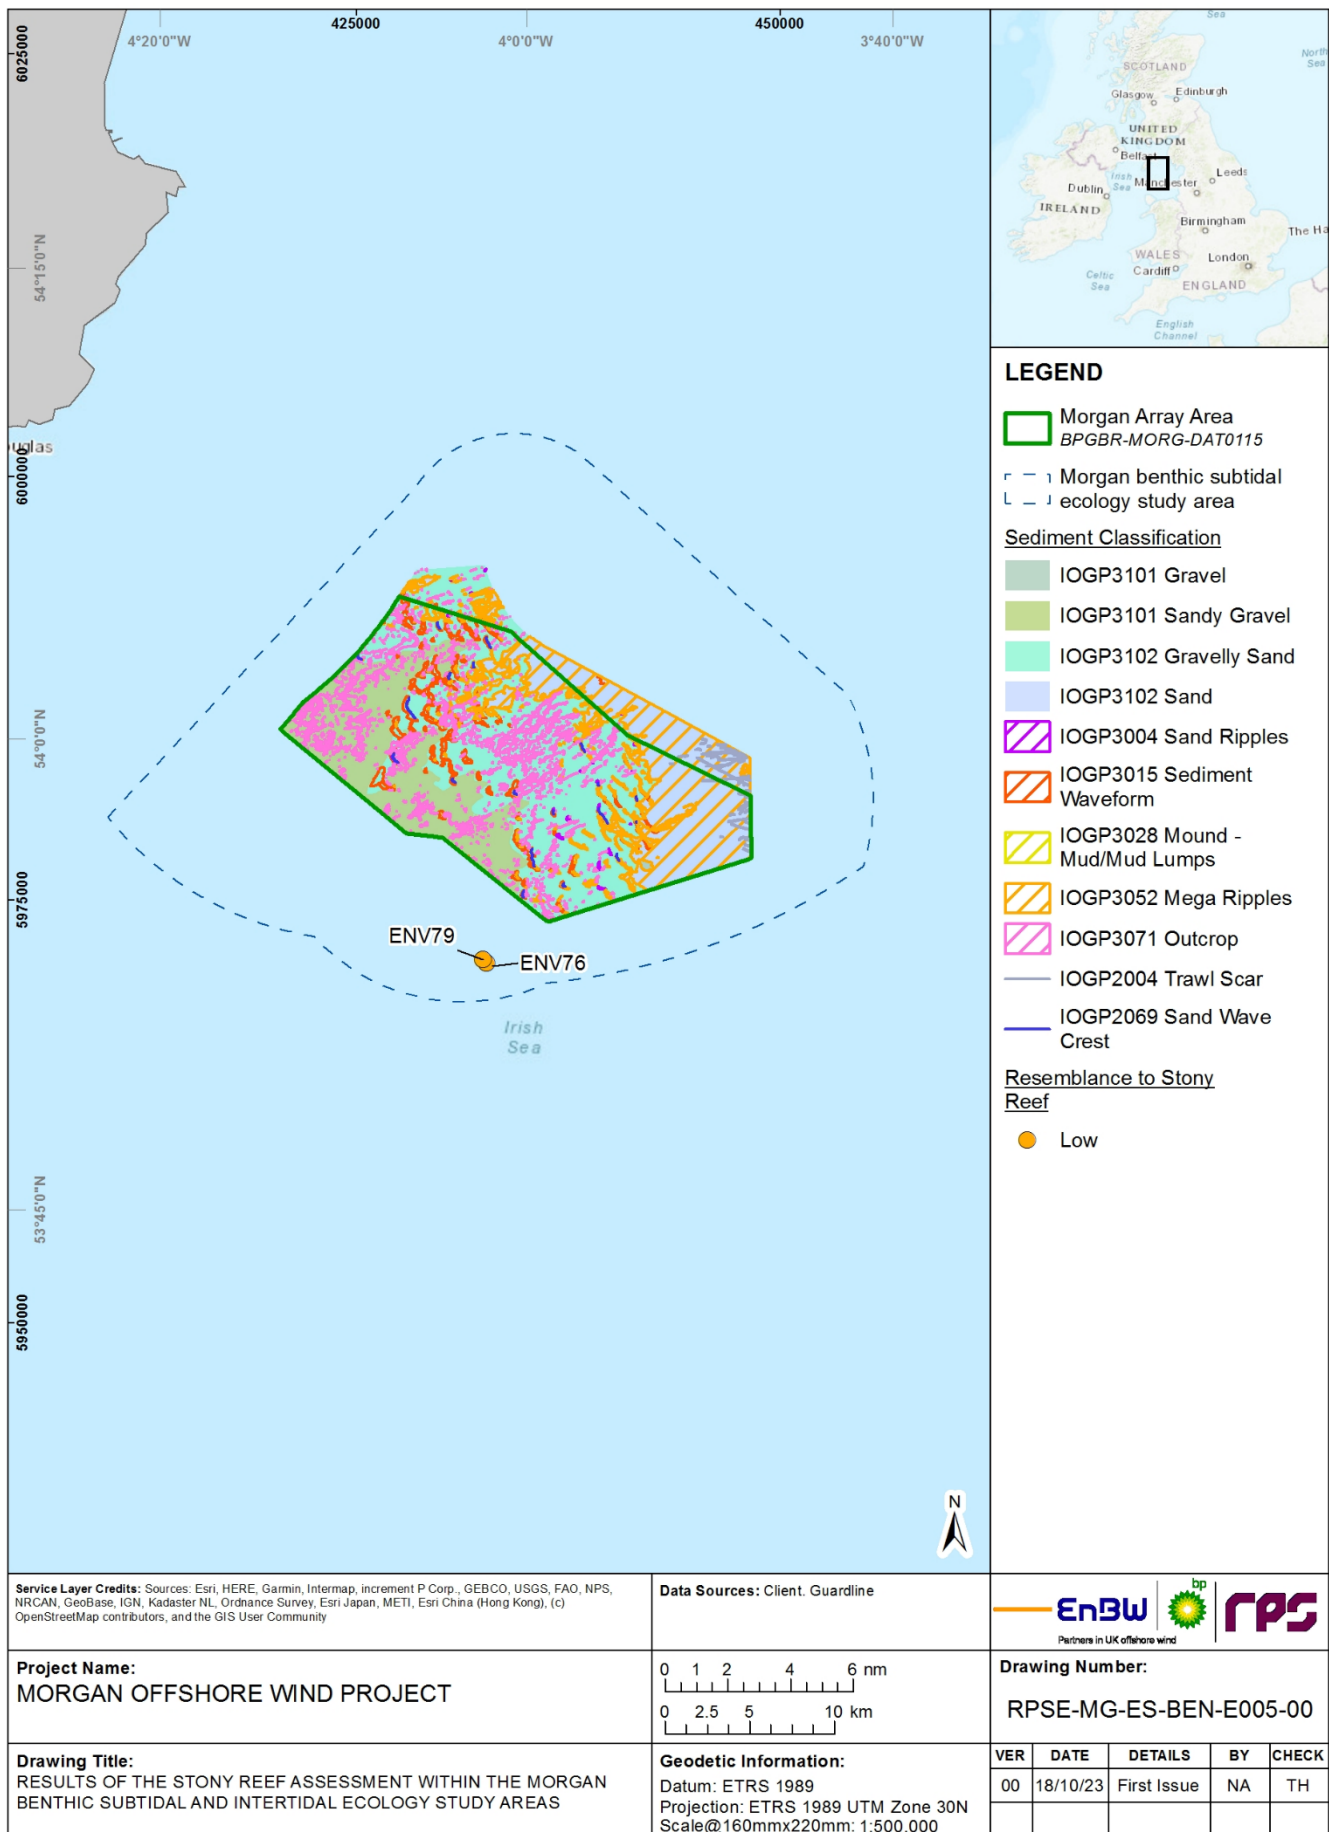 425000
450000
4°20'0"W
4°0'0"W
3°40'0"W
6025000
54°15'0"N
6000000
54°0'0"N
5975000
53°45'0"N
5950000
uglas
ENV79
ENV76
Irish
Sea
N
Sea
North
Sea
SCOTLAND
Glasgow
Edinburgh
UNITED
KINGDOM
Belfast
Irish
Sea
Manchester
Leeds
Dublin
IRELAND
Birmingham
The Ha
WALES
Cardiff
London
Celtic
Sea
ENGLAND
English
Channel
LEGEND
Morgan Array Area
BPGBR-MORG-DAT0115
Morgan benthic subtidal
ecology study area
Sediment Classification
IOGP3101 Gravel
IOGP3101 Sandy Gravel
IOGP3102 Gravelly Sand
IOGP3102 Sand
IOGP3004 Sand Ripples
IOGP3015 Sediment
Waveform
IOGP3028 Mound -
Mud/Mud Lumps
IOGP3052 Mega Ripples
IOGP3071 Outcrop
IOGP2004 Trawl Scar
IOGP2069 Sand Wave
Crest
Resemblance to Stony
Reef
Low
Service Layer Credits: Sources: Esri, HERE, Garmin, Intermap, increment P Corp., GEBCO, USGS, FAO, NPS,
NRCAN, GeoBase, IGN, Kadaster NL, Ordnance Survey, Esri Japan, METI, Esri China (Hong Kong), (c)
OpenStreetMap contributors, and the GIS User Community
Data Sources: Client. Guardline
EnBW
bp
rps
Partners in UK offshore wind
Project Name:
MORGAN OFFSHORE WIND PROJECT
0 1 2 4 6 nm
0 2.5 5 10 km
Drawing Number:
RPSE-MG-ES-BEN-E005-00
Drawing Title:
RESULTS OF THE STONY REEF ASSESSMENT WITHIN THE MORGAN
BENTHIC SUBTIDAL AND INTERTIDAL ECOLOGY STUDY AREAS
Geodetic Information:
Datum: ETRS 1989
Projection: ETRS 1989 UTM Zone 30N
Scale@160mmx220mm: 1:500,000
VER DATE DETAILS BY CHECK
00 18/10/23 First Issue NA TH